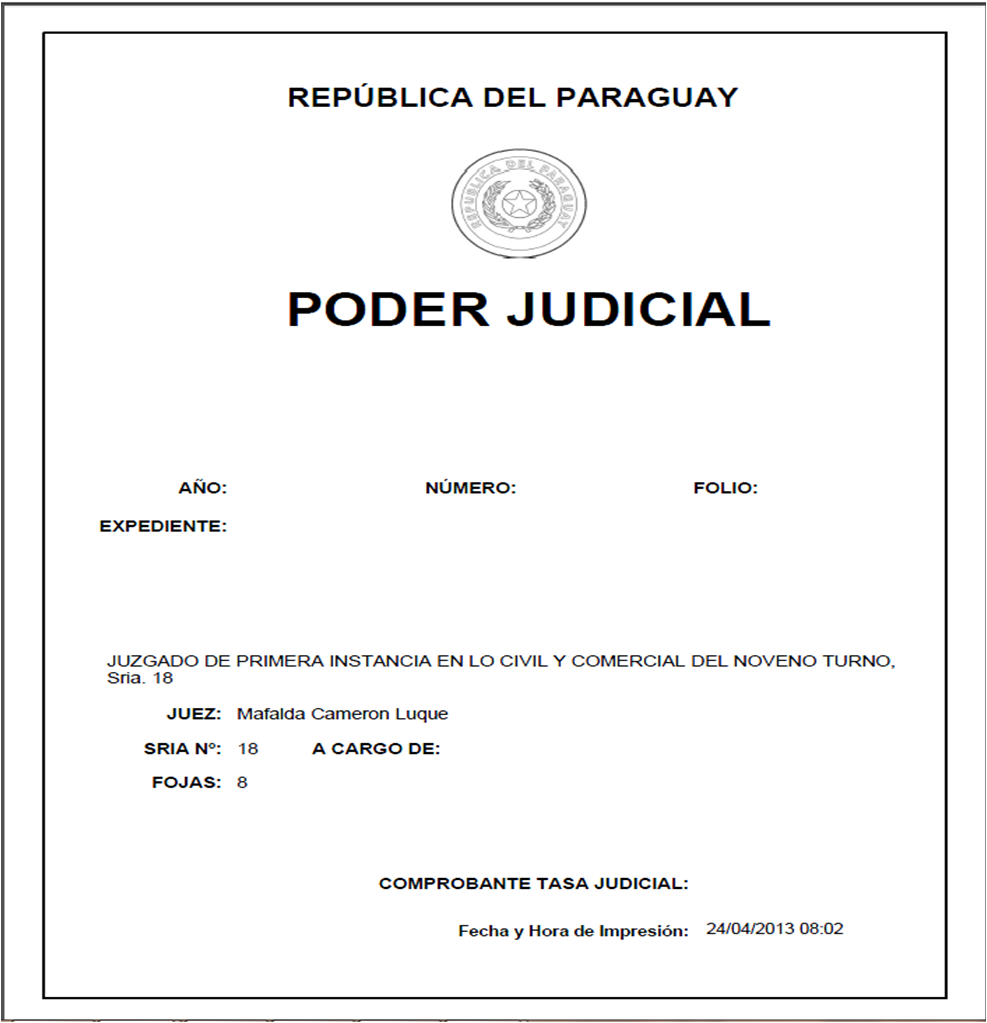 REPÚBLICA DEL PARAGUAY
REPUBLICA DEL PARAGUAY
PODER JUDICIAL
AÑO: NÚMERO: FOLIO:
EXPEDIENTE:
JUZGADO DE PRIMERA INSTANCIA EN LO CIVIL Y COMERCIAL DEL NOVENO TURNO,
Sria. 18
JUEZ: Mafalda Cameron Luque
SRIA Nº: 18 A CARGO DE:
FOJAS: 8
COMPROBANTE TASA JUDICIAL:
Fecha y Hora de Impresión: 24/04/2013 08:02